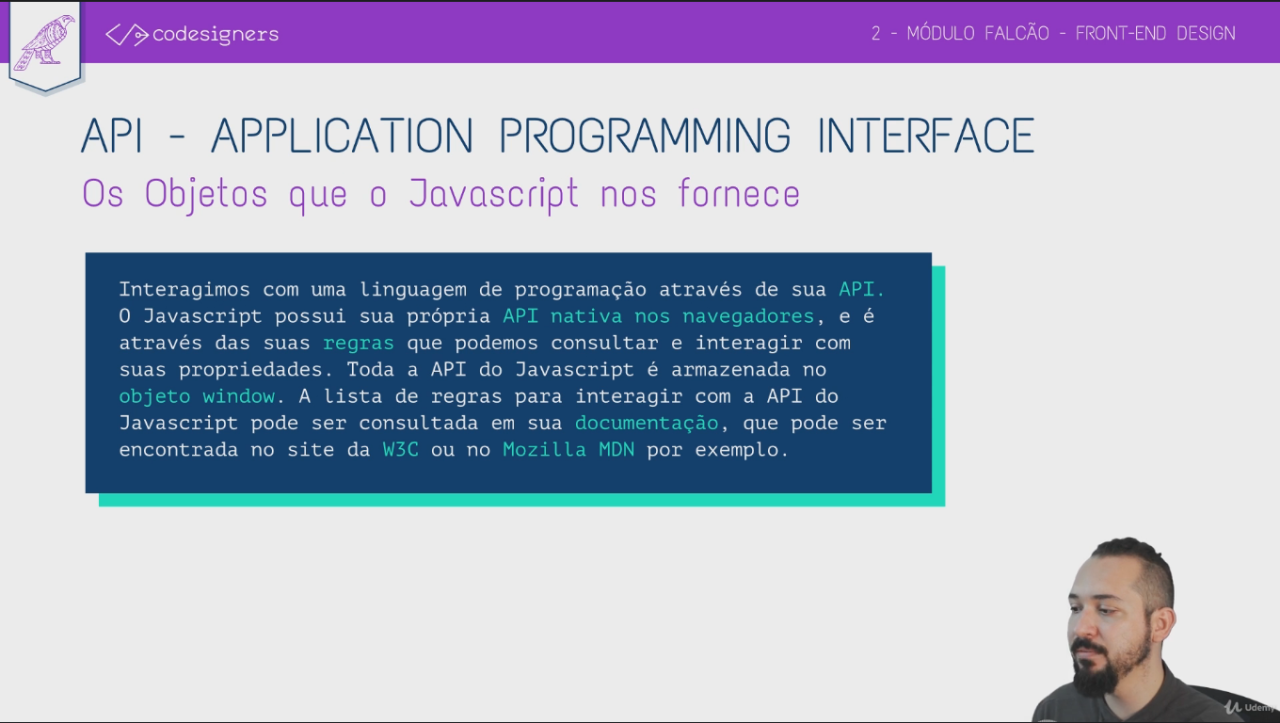 codesigners
2 - MÓDULO FALCÃO - FRONT-END DESIGN
API - APPLICATION PROGRAMMING INTERFACE
Os Objetos que o Javascript nos fornece
Interagimos com uma linguagem de programação através de sua API.
O Javascript possui sua própria API nativa nos navegadores, e é
através das suas regras que podemos consultar e interagir com
suas propriedades. Toda a API do Javascript é armazenada no
objeto window. A lista de regras para interagir com a API do
Javascript pode ser consultada em sua documentação, que pode ser
encontrada no site da W3C ou no Mozilla MDN por exemplo.
Udemy